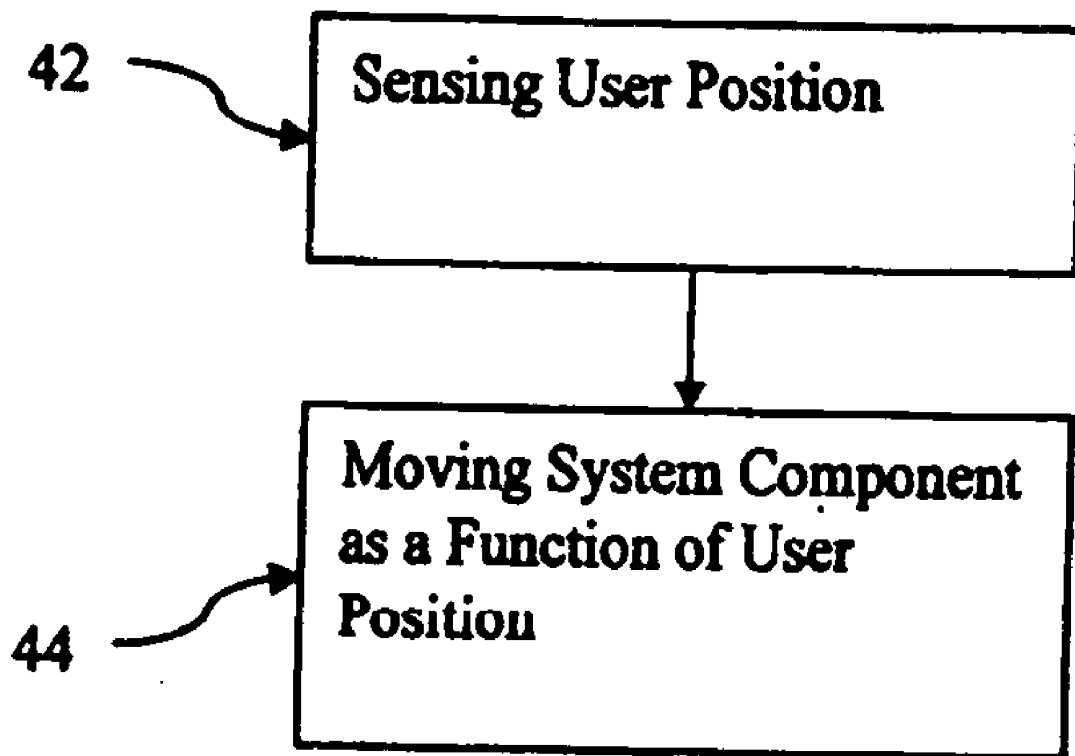 42
Sensing User Position
Moving System Component
as a Function of User
Position
44